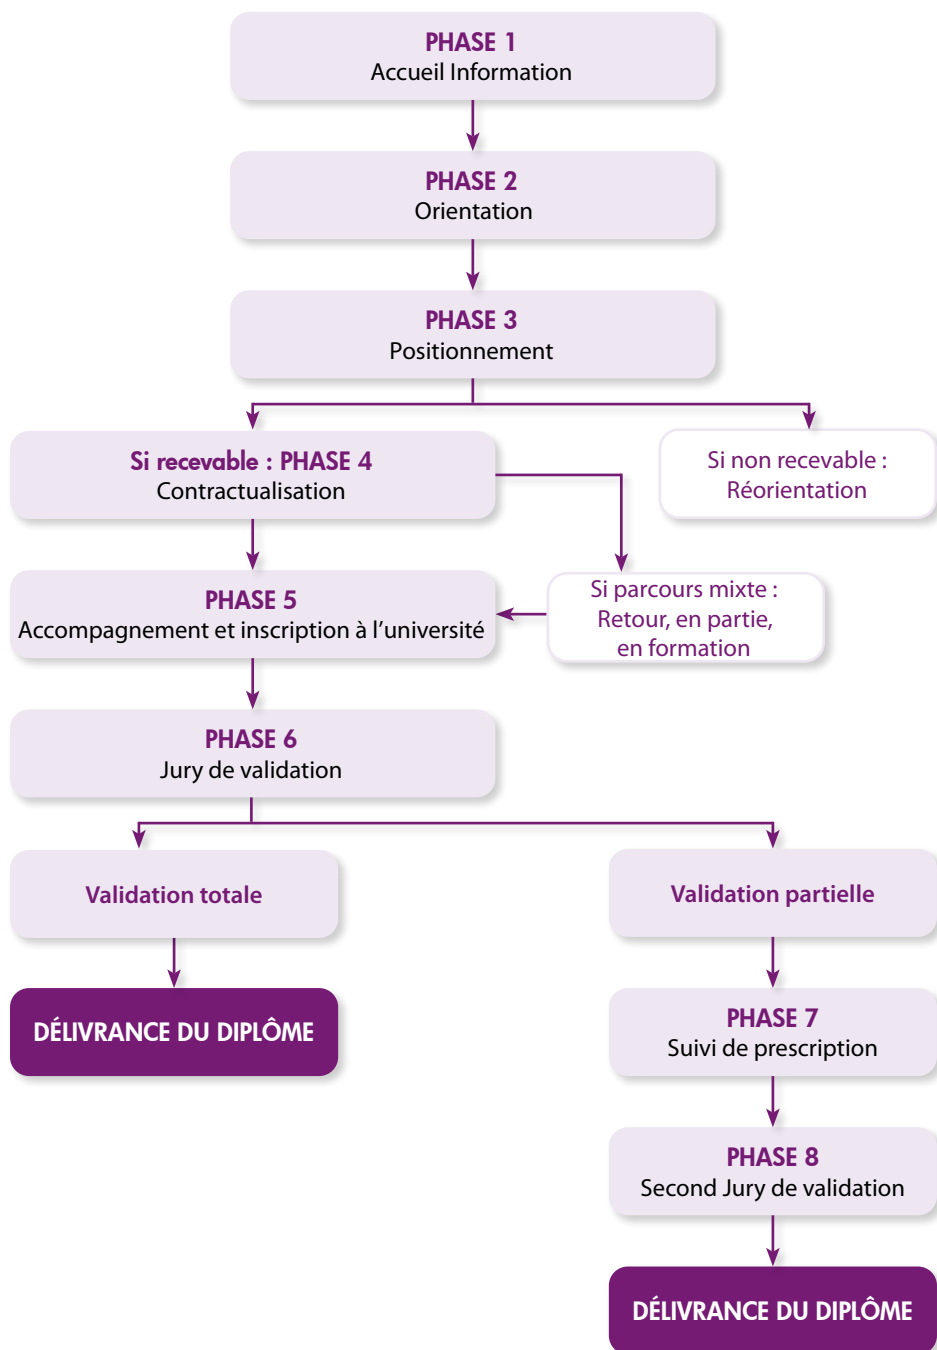 PHASE 1
Accueil Information
PHASE 2
Orientation
PHASE 3
Positionnement
Si recevable : PHASE 4
Contractualisation
Si non recevable :
Réorientation
PHASE 5
Accompagnement et inscription à l’université
Si parcours mixte :
Retour, en partie,
en formation
PHASE 6
Jury de validation
Validation totale
Validation partielle
DÉLIVRANCE DU DIPLÔME
PHASE 7
Suivi de prescription
PHASE 8
Second Jury de validation
DÉLIVRANCE DU DIPLÔME